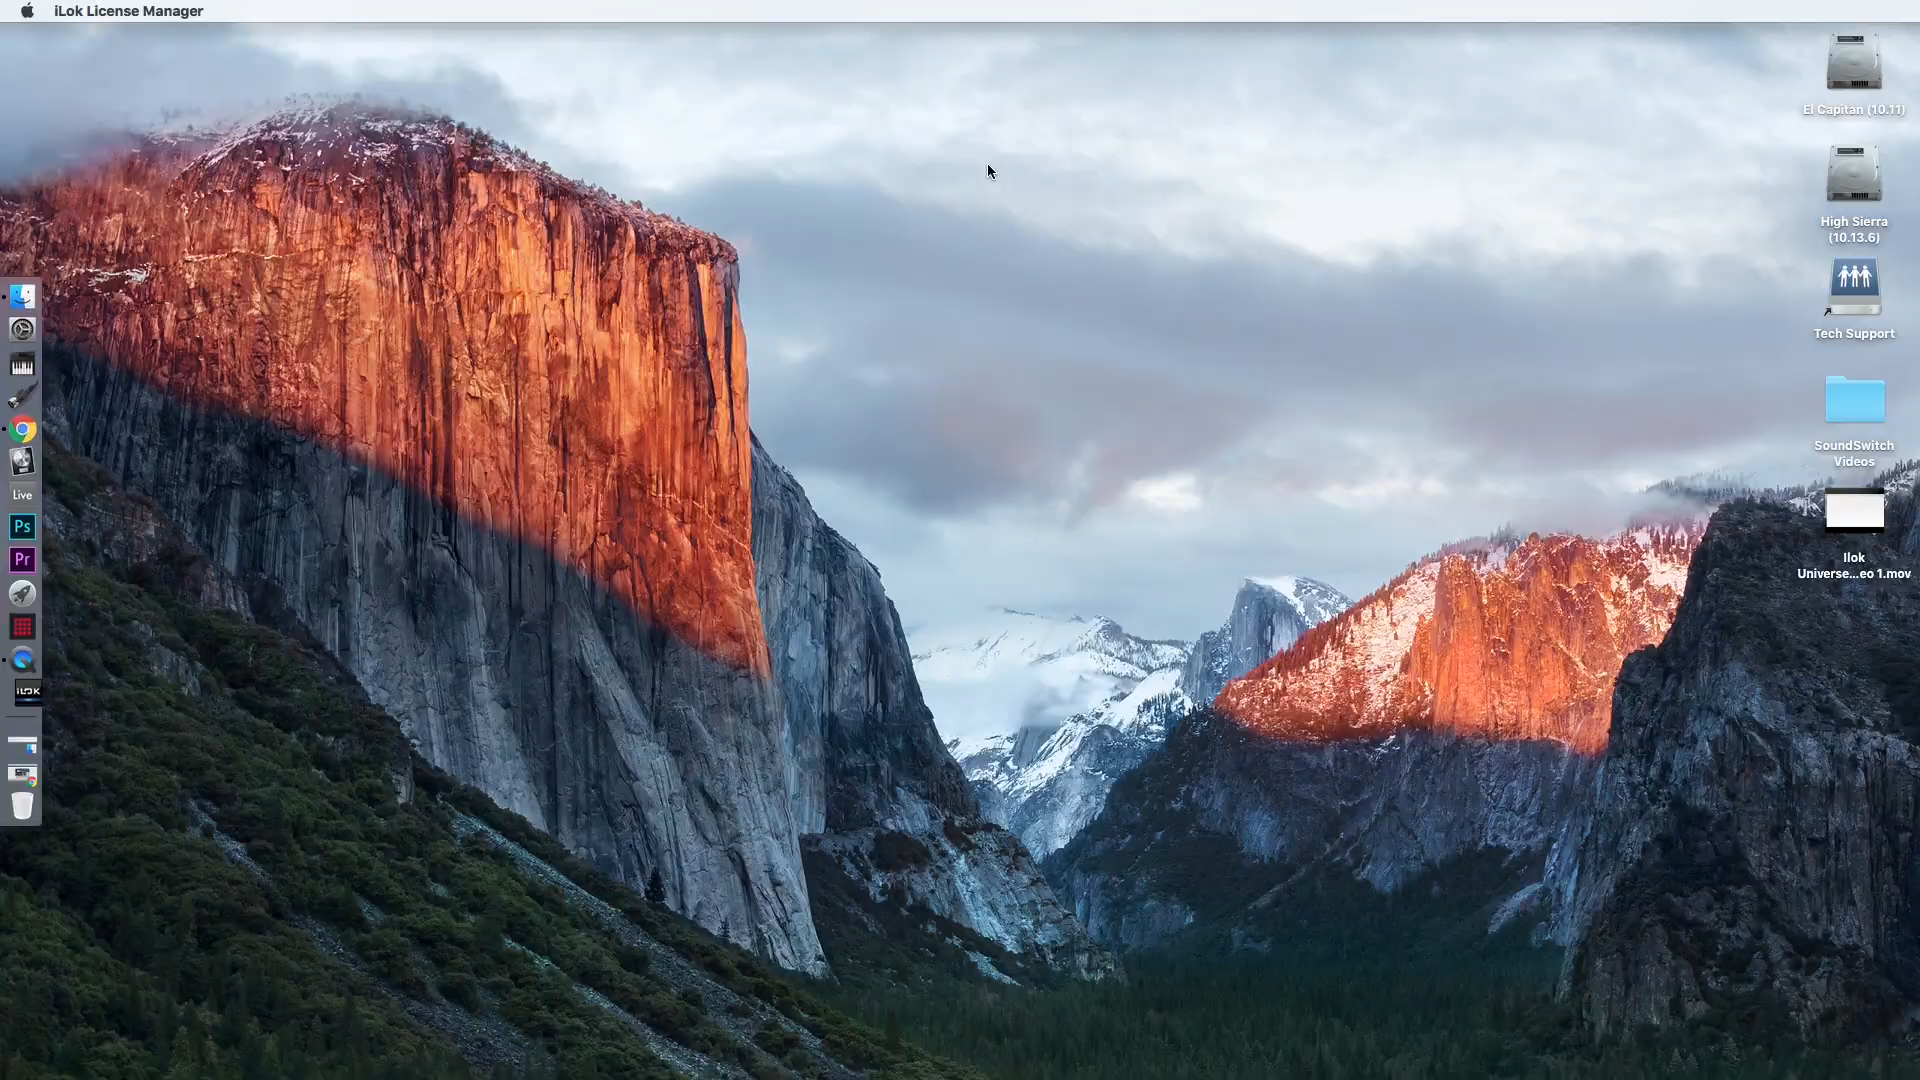 iLok License Manager
El Capitan (10.11)
High Sierra
(10.13.6)
Tech Support
SoundSwitch
Videos
Ilok
Universe...eo 1.mov
Live
Ps
Pr
iLOK